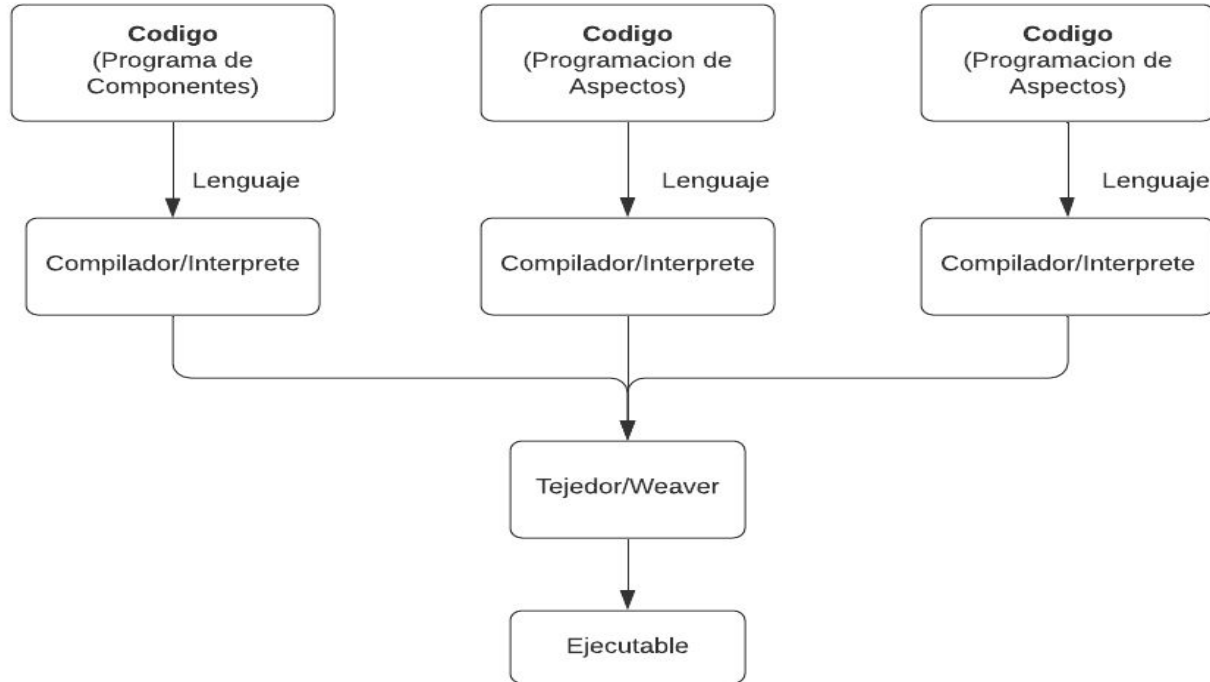 Codigo
(Programa de
Componentes)
Codigo
(Programacion de
Aspectos)
Codigo
(Programacion de
Aspectos)
Lenguaje
Lenguaje
Lenguaje
Compilador/Interprete
Compilador/Interprete
Compilador/Interprete
Tejedor/Weaver
Ejecutable